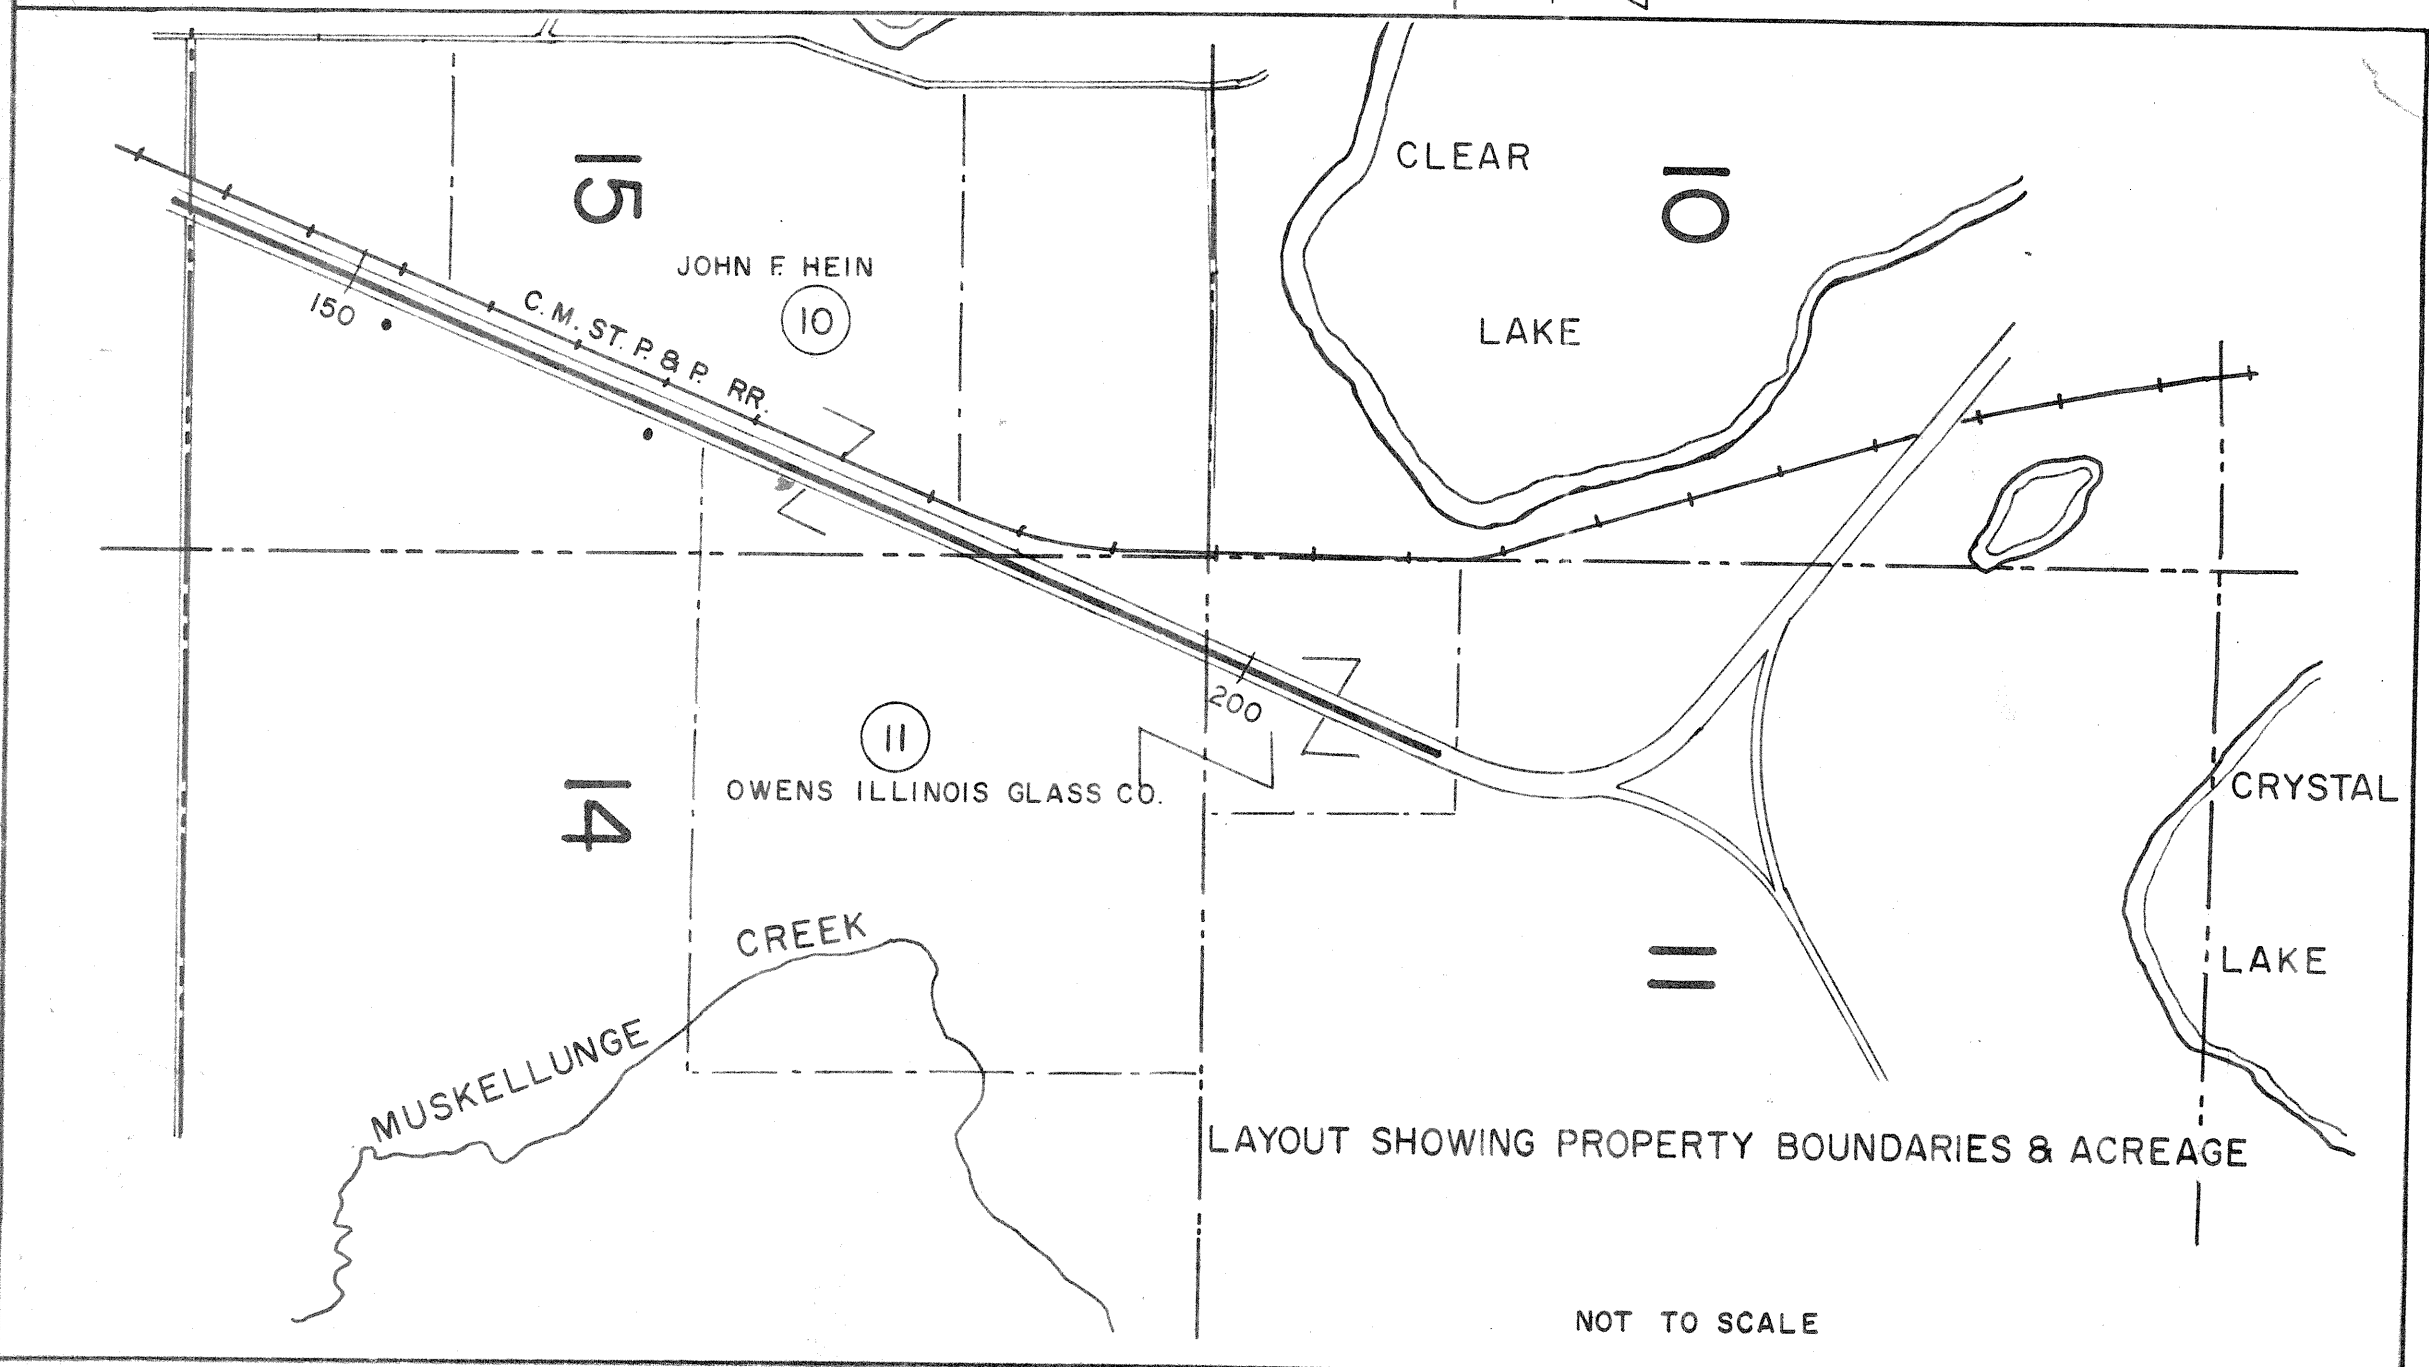 CLEAR
10
15
JOHN F. HEIN
10
150
C. M. ST. P. & P. RR.
LAKE
200
11
OWENS ILLINOIS GLASS CO.
14
CRYSTAL
CREEK
11
LAKE
MUSKELLUNGE
LAYOUT SHOWING PROPERTY BOUNDARIES & ACREAGE
NOT TO SCALE